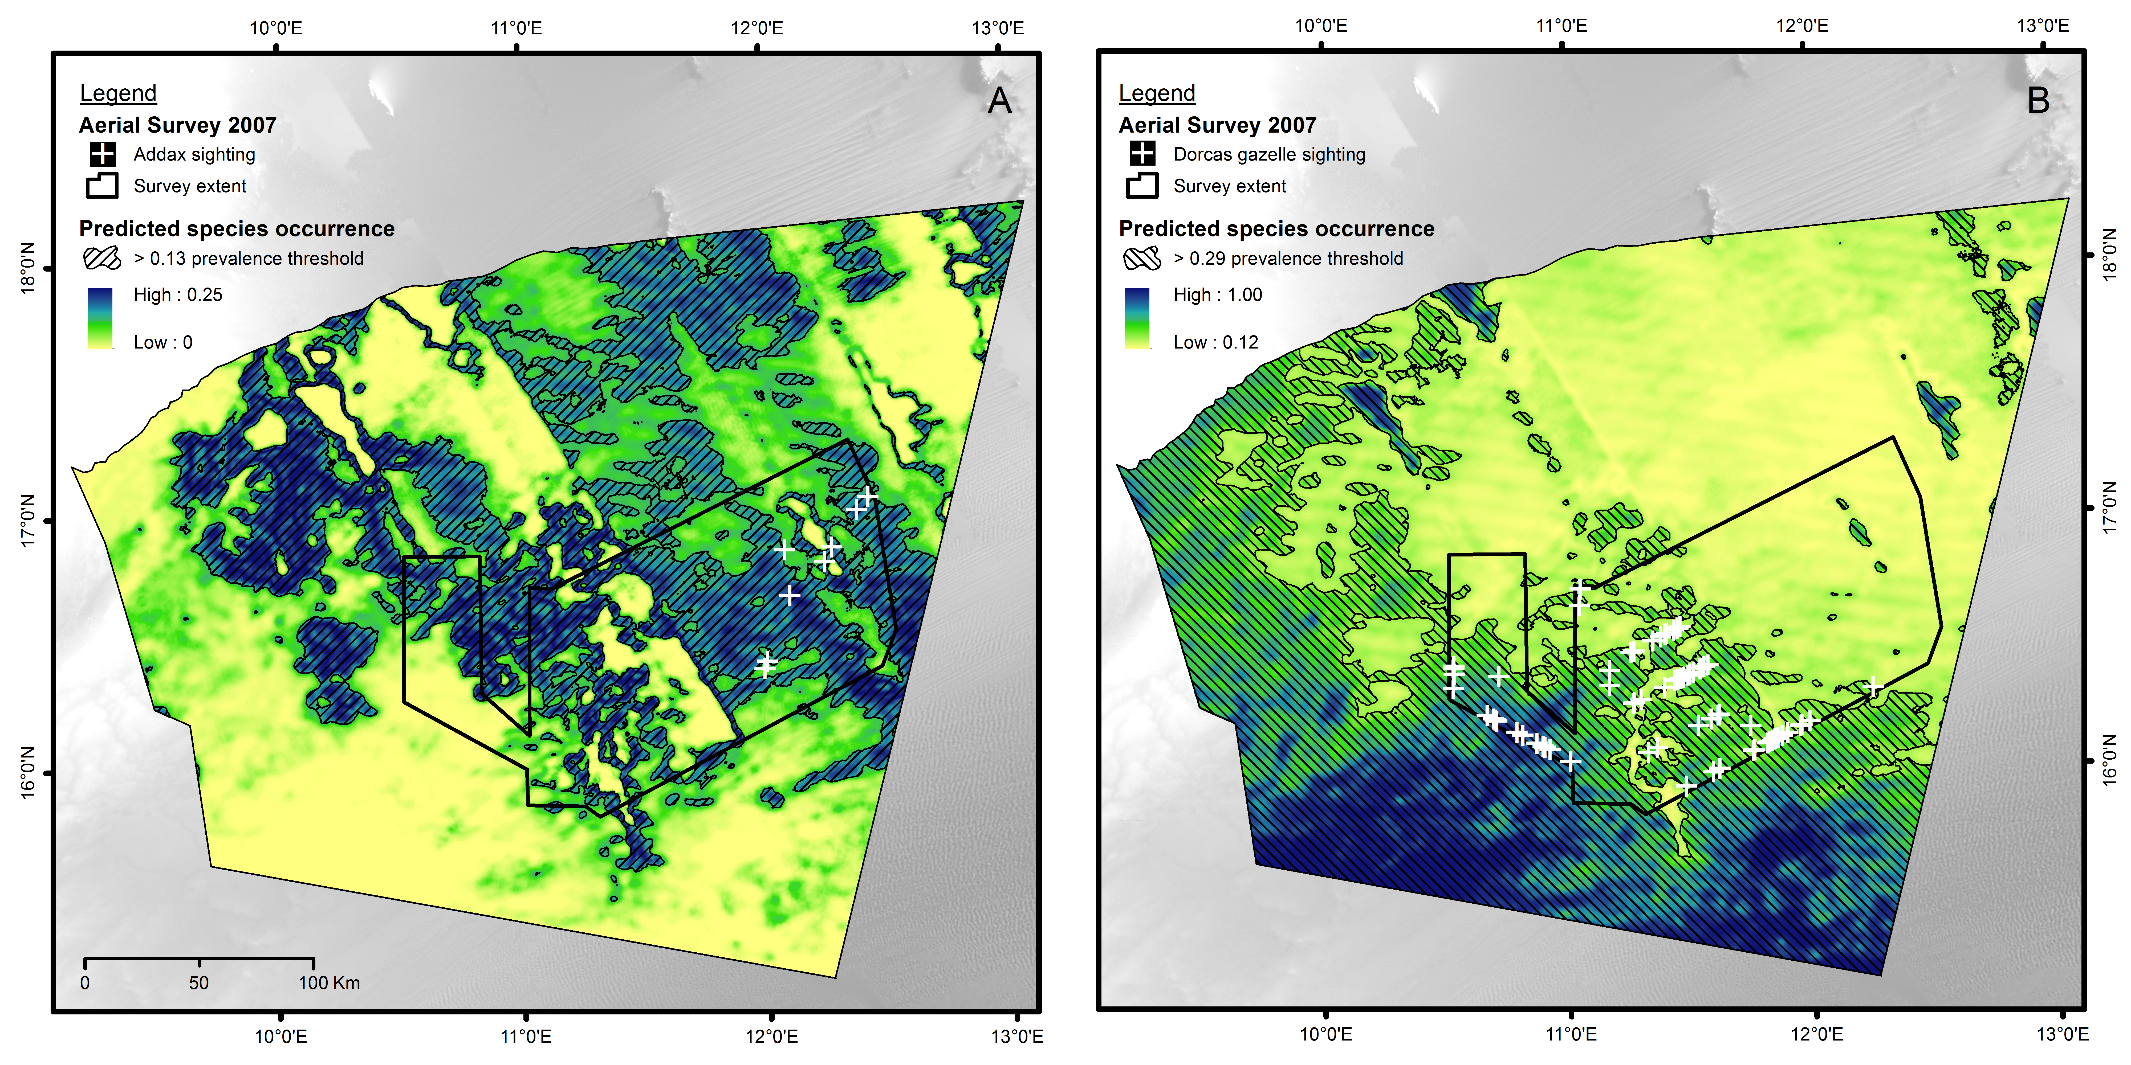 10°0'E 11°0'E 12°0'E 13°0'E
A
Legend
Aerial Survey 2007
Addax sighting
Survey extent
Predicted species occurrence
> 0.13 prevalence threshold
High : 0.25
Low : 0
18°0'N
17°0'N
16°0'N
0 50 100 Km
10°0'E 11°0'E 12°0'E 13°0'E
10°0'E 11°0'E 12°0'E 13°0'E
B
Legend
Aerial Survey 2007
Dorcas gazelle sighting
Survey extent
Predicted species occurrence
> 0.29 prevalence threshold
High : 1.00
Low : 0.12
18°0'N
17°0'N
16°0'N
10°0'E 11°0'E 12°0'E 13°0'E